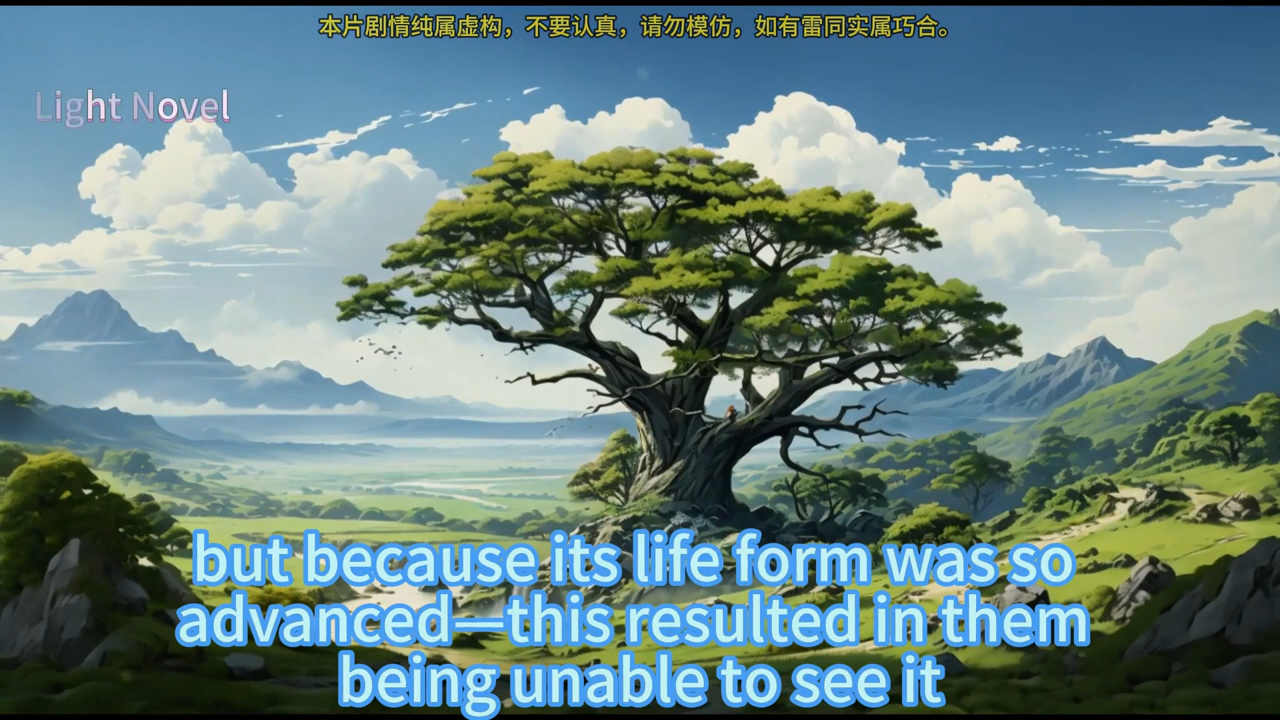 本片剧情纯属虚构，不要认真，请勿模仿，如有雷同实属巧合。
Light Novel
but because its life form was so
advanced—this resulted in them
being unable to see it